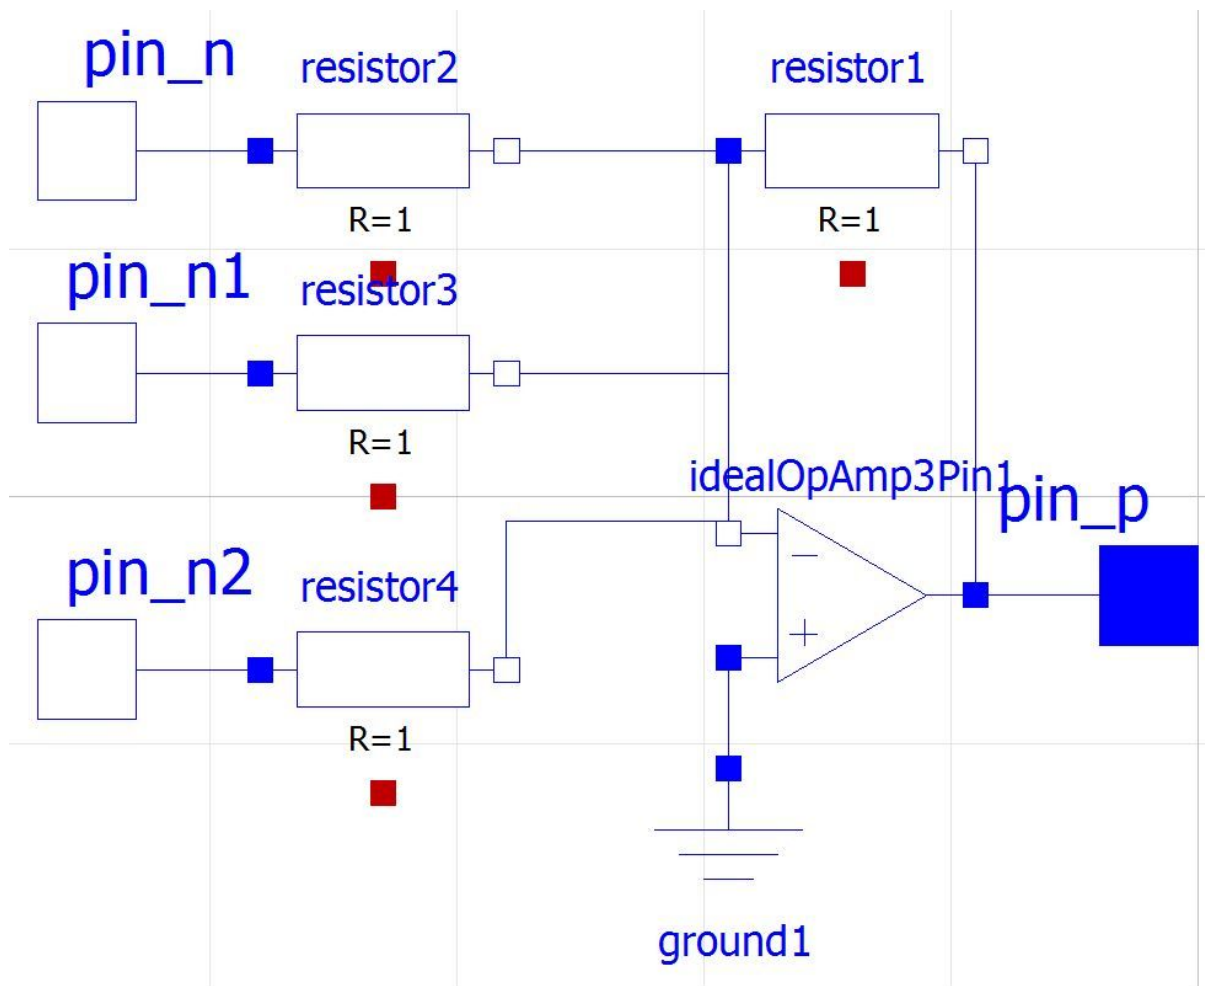 pin_n
resistor2
resistor1
R=1
R=1
pin_n1
resistor3
R=1
idealOpAmp3Pin1
pin_p
pin_n2
resistor4
R=1
ground1